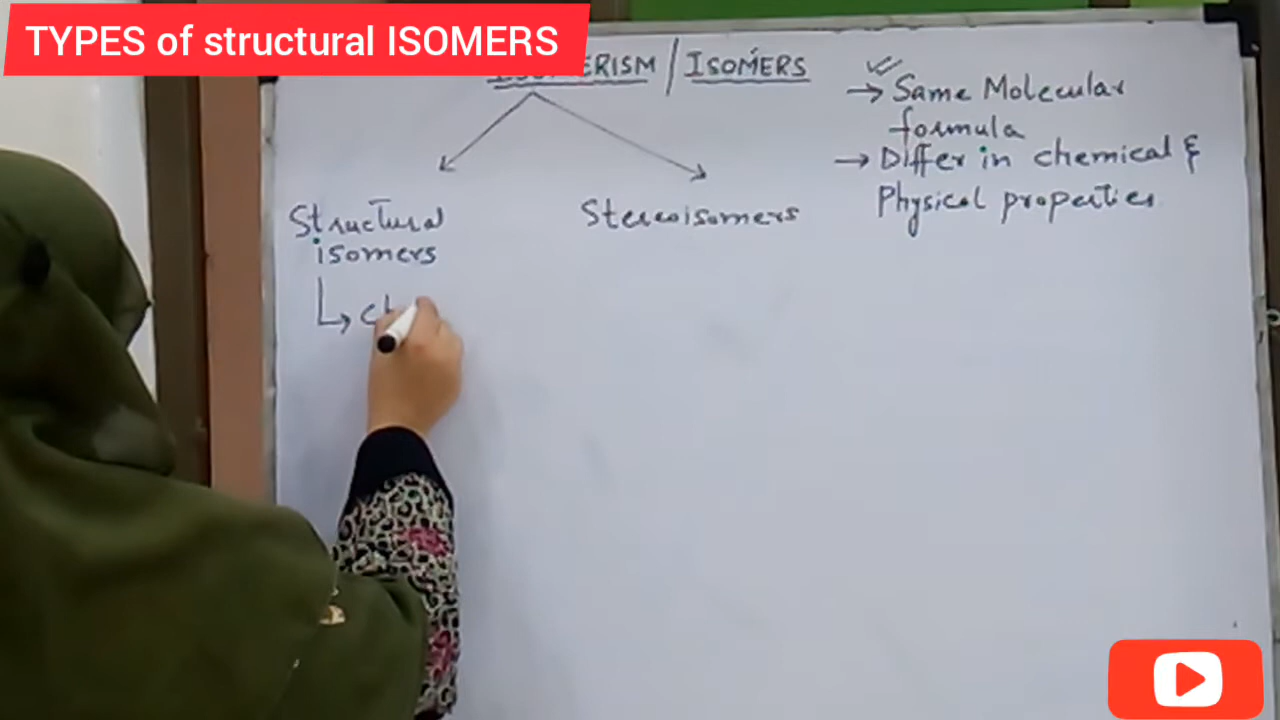 TYPES of structural ISOMERS
/ ISOMERS
→ Same Molecular
formula
→ Differ in chemical &
Physical properties
Structural
isomers
Stereoisomers